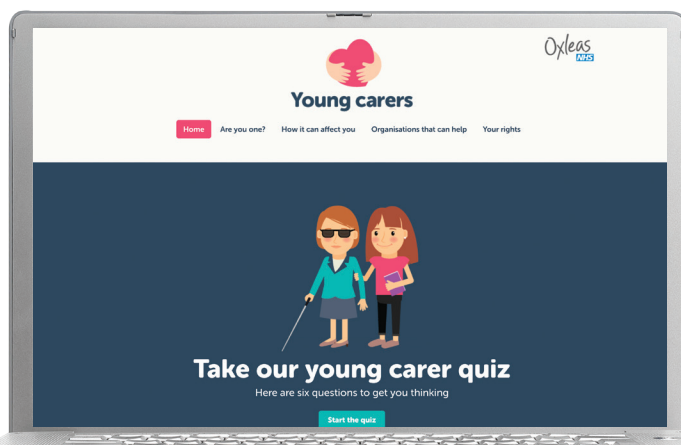 Oxleas
NHS
Young carers
Home Are you one? How it can affect you Organisations that can help Your rights
Take our young carer quiz
Here are six questions to get you thinking
Start the quiz